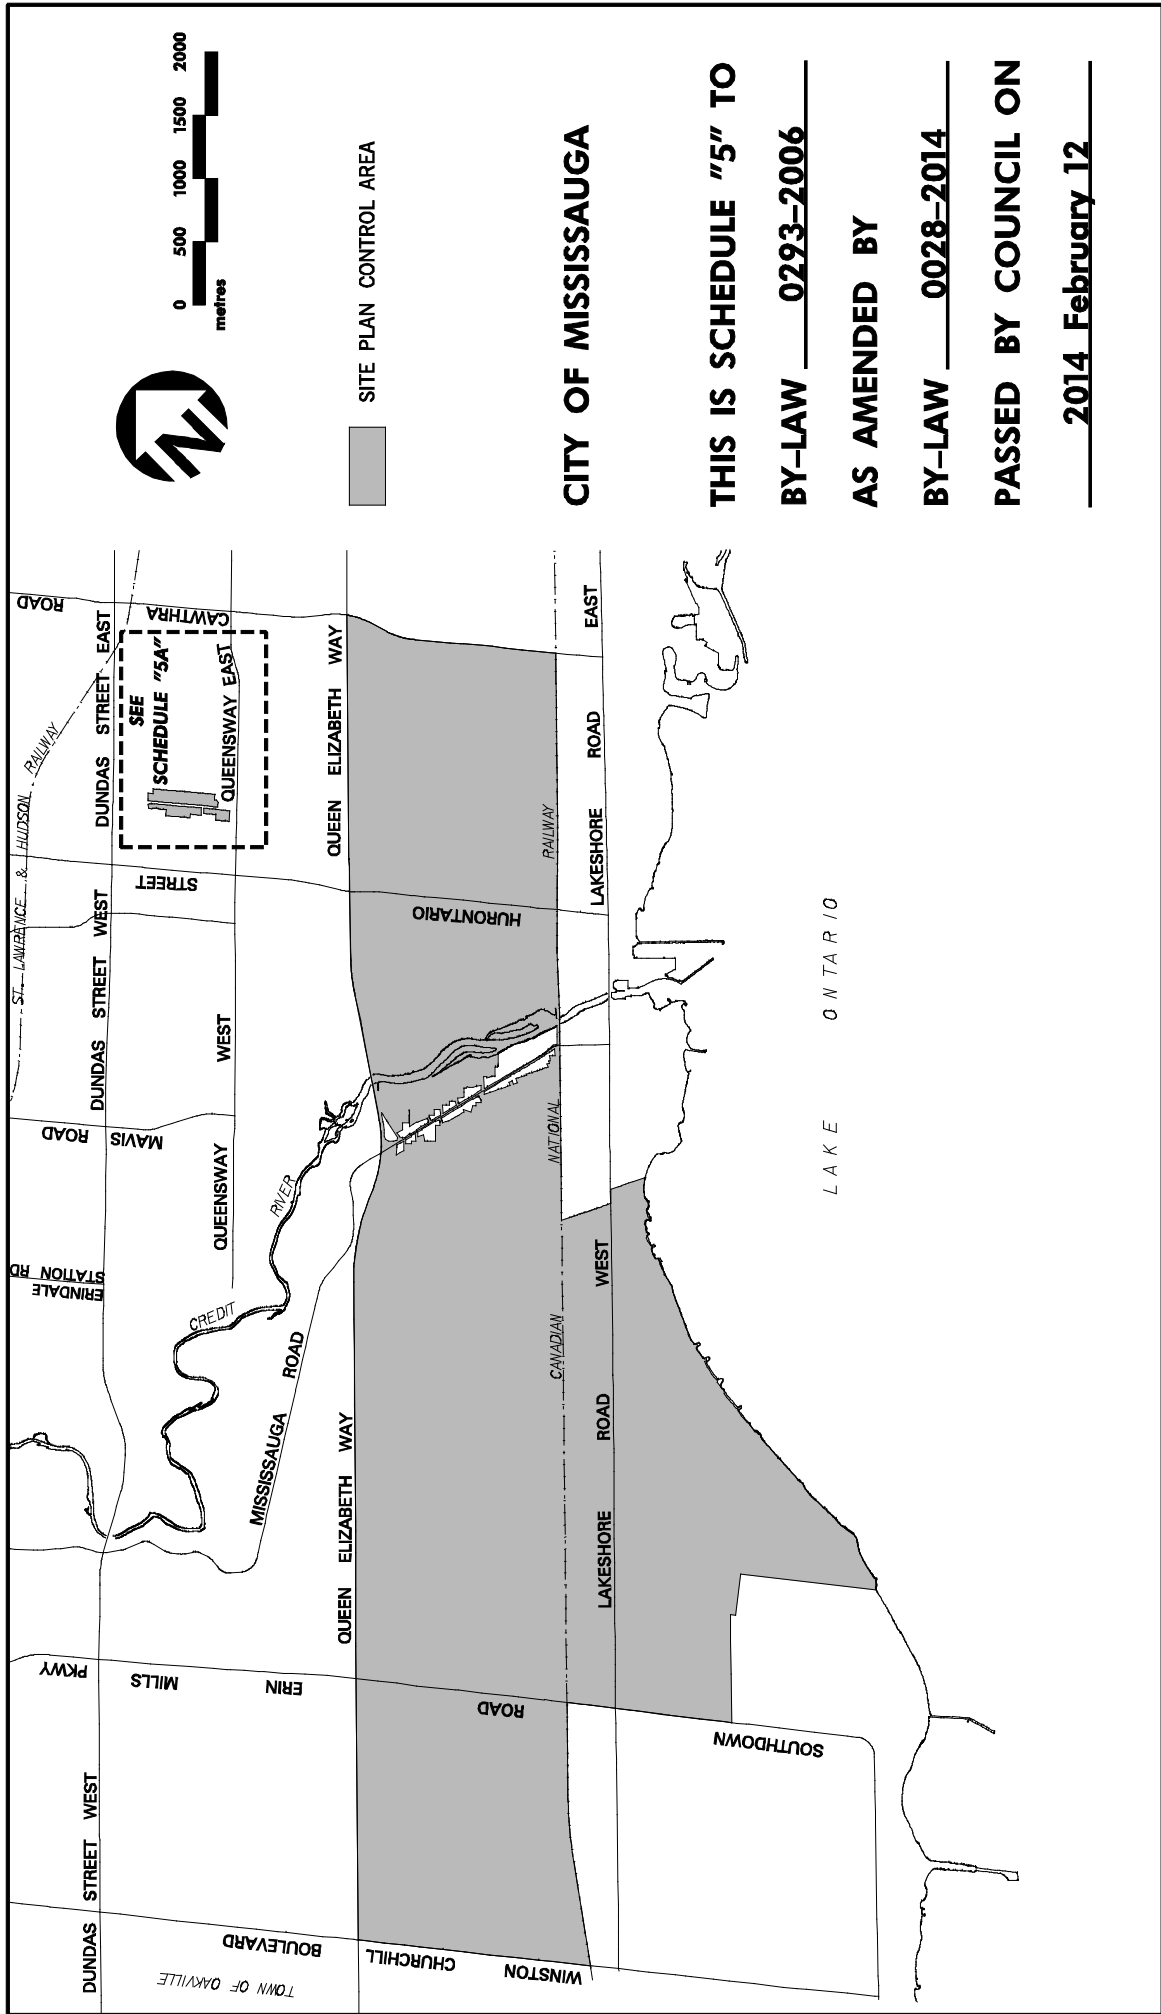 ROAD
DUNDAS STREET EAST
CAWTHRA
SEE
SCHEDULE "5A"
QUEENSWAY EAST
ST. LAWRENCE & HUDSON RAILWAY
STREET
HURONTARIO
DUNDAS STREET WEST
DUNDAS STREET WEST
QUEENSWAY WEST
MAVIS ROAD
ERINDALE
STATION RD
CREDIT RIVER
MISSISSAUGA ROAD
QUEEN ELIZABETH WAY
QUEEN ELIZABETH WAY
CANADIAN NATIONAL RAILWAY
LAKESHORE ROAD EAST
LAKESHORE ROAD WEST
LAKE ONTARIO
ERIN MILLS PKWY
SOUTHDOWN ROAD
DUNDAS STREET WEST
WINSTON CHURCHILL BOULEVARD
TOWN OF OAKVILLE
N
0 500 1000 1500 2000
metres
SITE PLAN CONTROL AREA
CITY OF MISSISSAUGA
THIS IS SCHEDULE "5" TO
BY-LAW 0293-2006
AS AMENDED BY
BY-LAW 0028-2014
PASSED BY COUNCIL ON
2014 February 12